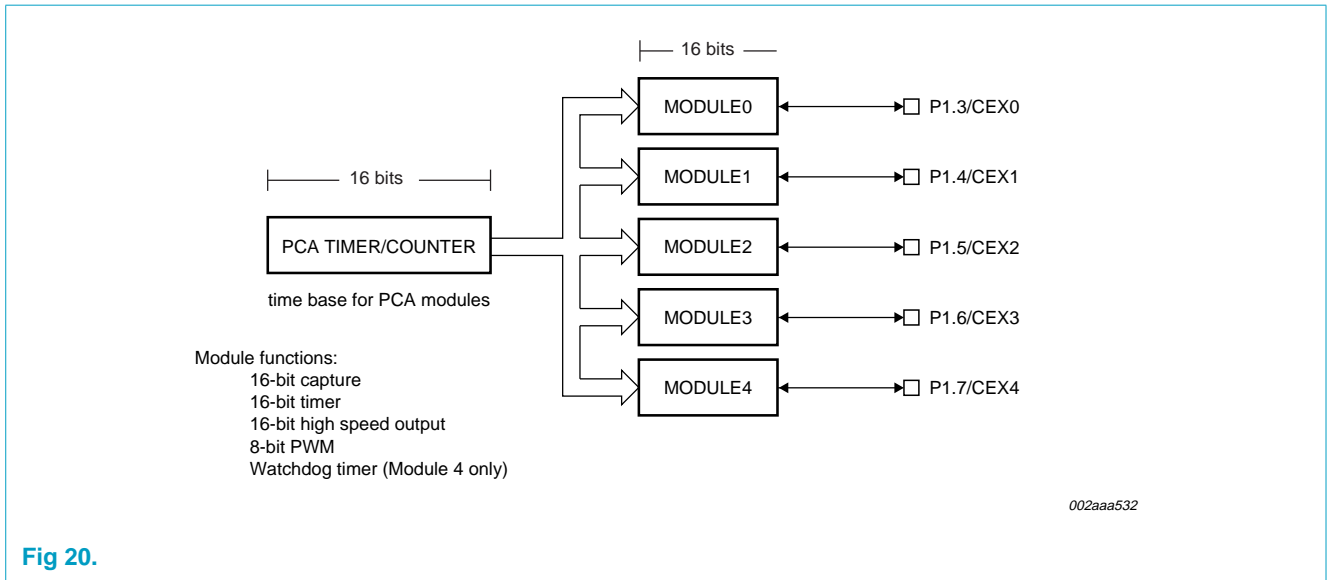 16 bits
MODULE0
P1.3/CEX0
MODULE1
P1.4/CEX1
16 bits
PCA TIMER/COUNTER
MODULE2
P1.5/CEX2
time base for PCA modules
MODULE3
P1.6/CEX3
Module functions:
16-bit capture
16-bit timer
16-bit high speed output
8-bit PWM
Watchdog timer (Module 4 only)
MODULE4
P1.7/CEX4
002aaa532
Fig 20.